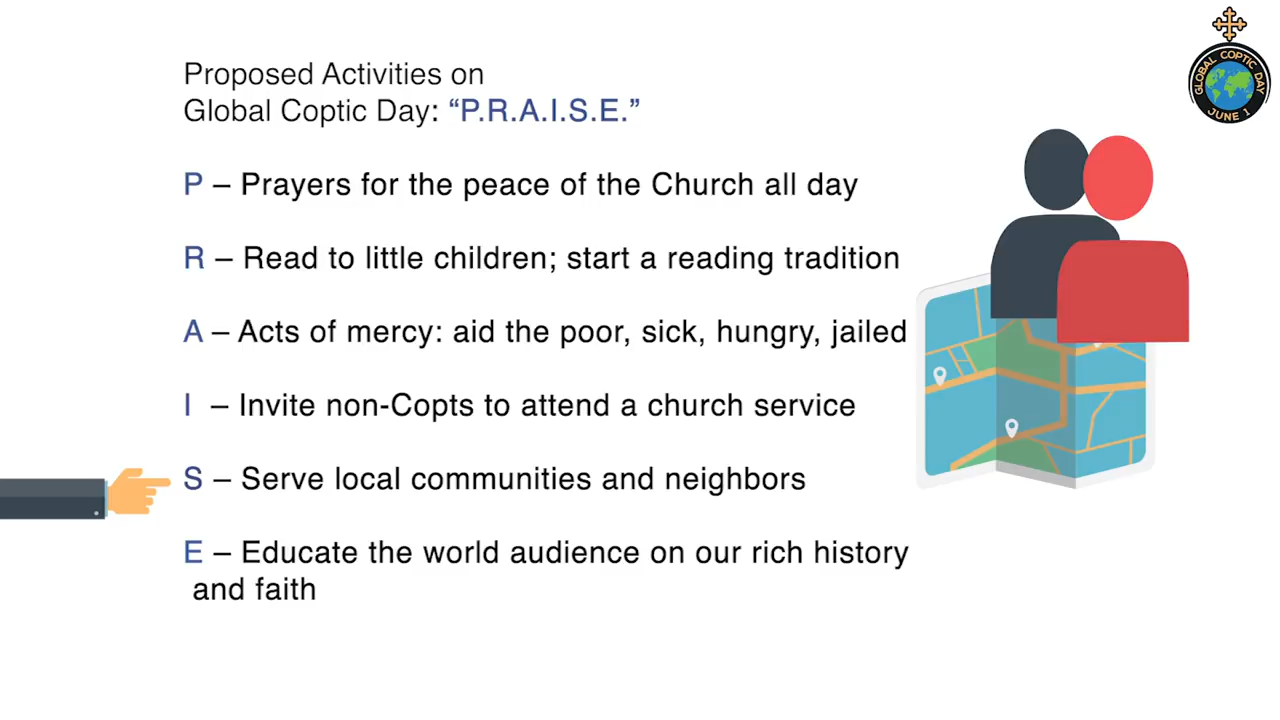 Proposed Activities on
Global Coptic Day: “P.R.A.I.S.E.”
P – Prayers for the peace of the Church all day
R – Read to little children; start a reading tradition
A – Acts of mercy: aid the poor, sick, hungry, jailed
I – Invite non-Copts to attend a church service
S – Serve local communities and neighbors
E – Educate the world audience on our rich history
and faith
GLOBAL COPTIC DAY
JUNE 1